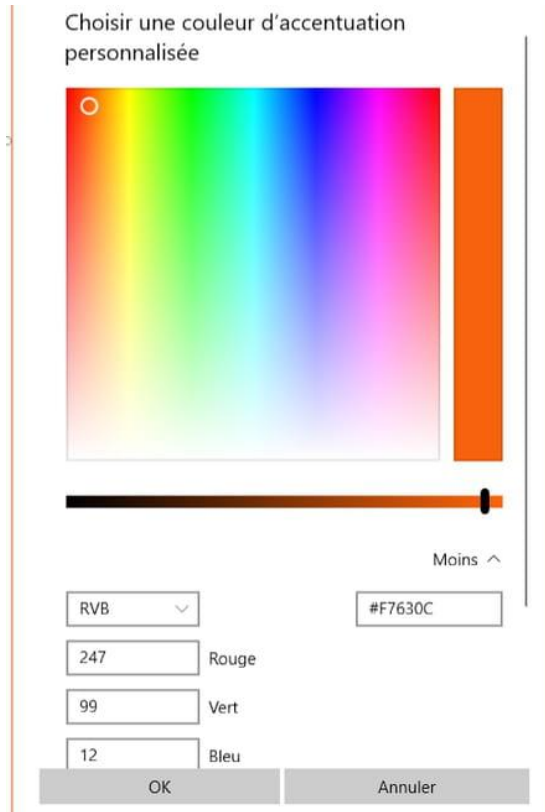 Choisir une couleur d'accentuation
personnalisée
Moins
RVB
#F7630C
247 Rouge
99 Vert
12 Bleu
OK Annuler